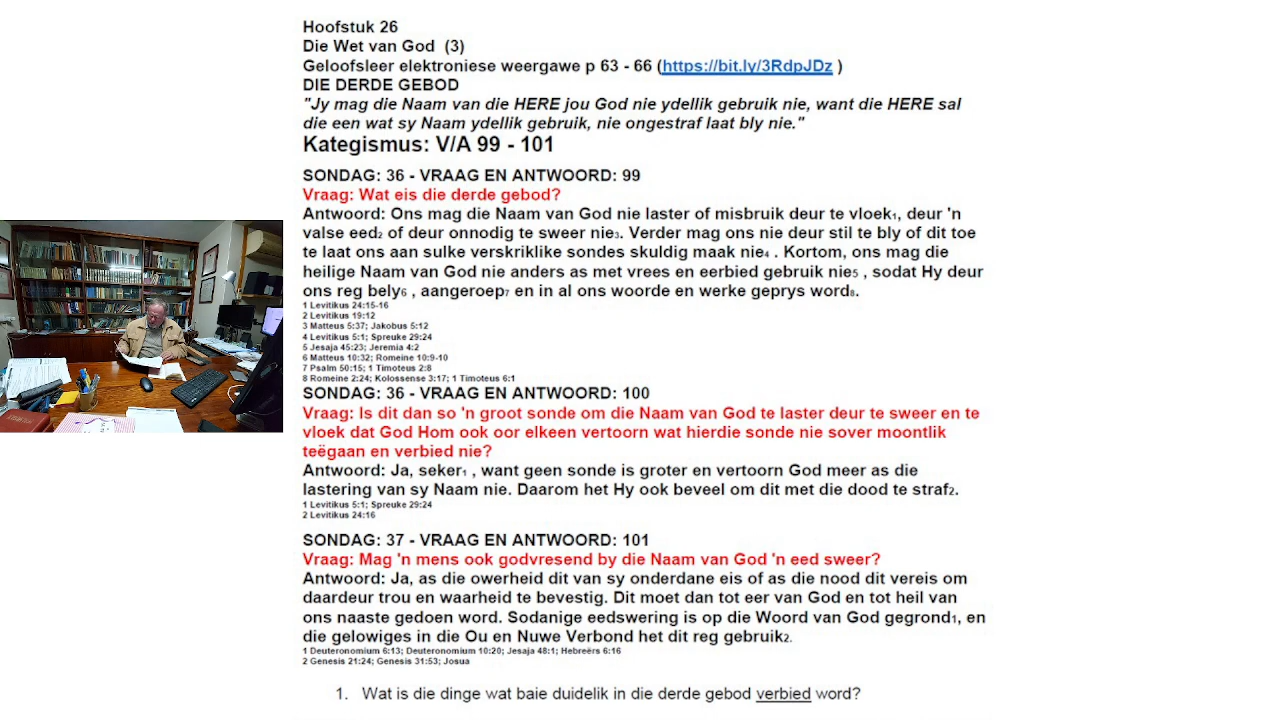 Hoofstuk 26
Die Wet van God (3)
Geloofsleer elektroniese weergawe p 63 - 66 (https://bit.ly/3RdpJDz )
DIE DERDE GEBOD
"Jy mag die Naam van die HERE jou God nie ydellik gebruik nie, want die HERE sal
die een wat sy Naam ydellik gebruik, nie ongestraf laat bly nie."
Kategismus: V/A 99 - 101
SONDAG: 36 - VRAAG EN ANTWOORD: 99
Vraag: Wat eis die derde gebod?
Antwoord: Ons mag die Naam van God nie laster of misbruik deur te vloek₁, deur 'n
valse eed₂ of deur onnodig te sweer nie₃. Verder mag ons nie deur stil te bly of dit toe
te laat ons aan sulke verskriklike sondes skuldig maak nie₄ . Kortom, ons mag die
heilige Naam van God nie anders as met vrees en eerbied gebruik nie₅ , sodat Hy deur
ons reg bely₆ , aangeroep₇ en in al ons woorde en werke geprys word₈.
1 Levitikus 24:15-16
2 Levitikus 19:12
3 Matteus 5:37; Jakobus 5:12
4 Levitikus 5:1; Spreuke 29:24
5 Jesaja 45:23; Jeremia 4:2
6 Matteus 10:32; Romeine 10:9-10
7 Psalm 50:15; 1 Timoteus 2:8
8 Romeine 2:24; Kolossense 3:17; 1 Timoteus 6:1
SONDAG: 36 - VRAAG EN ANTWOORD: 100
Vraag: Is dit dan so 'n groot sonde om die Naam van God te laster deur te sweer en te
vloek dat God Hom ook oor elkeen vertoorn wat hierdie sonde nie sover moontlik
teëgaan en verbied nie?
Antwoord: Ja, seker₁ , want geen sonde is groter en vertoorn God meer as die
lastering van sy Naam nie. Daarom het Hy ook beveel om dit met die dood te straf₂.
1 Levitikus 5:1; Spreuke 29:24
2 Levitikus 24:16
SONDAG: 37 - VRAAG EN ANTWOORD: 101
Vraag: Mag 'n mens ook godvresend by die Naam van God 'n eed sweer?
Antwoord: Ja, as die owerheid dit van sy onderdane eis of as die nood dit vereis om
daardeur trou en waarheid te bevestig. Dit moet dan tot eer van God en tot heil van
ons naaste gedoen word. Sodanige eedswering is op die Woord van God gegrond₁, en
die gelowiges in die Ou en Nuwe Verbond het dit reg gebruik₂.
1 Deuteronomium 6:13; Deuteronomium 10:20; Jesaja 48:1; Hebreërs 6:16
2 Genesis 21:24; Genesis 31:53; Josua
1. Wat is die dinge wat baie duidelik in die derde gebod verbied word?